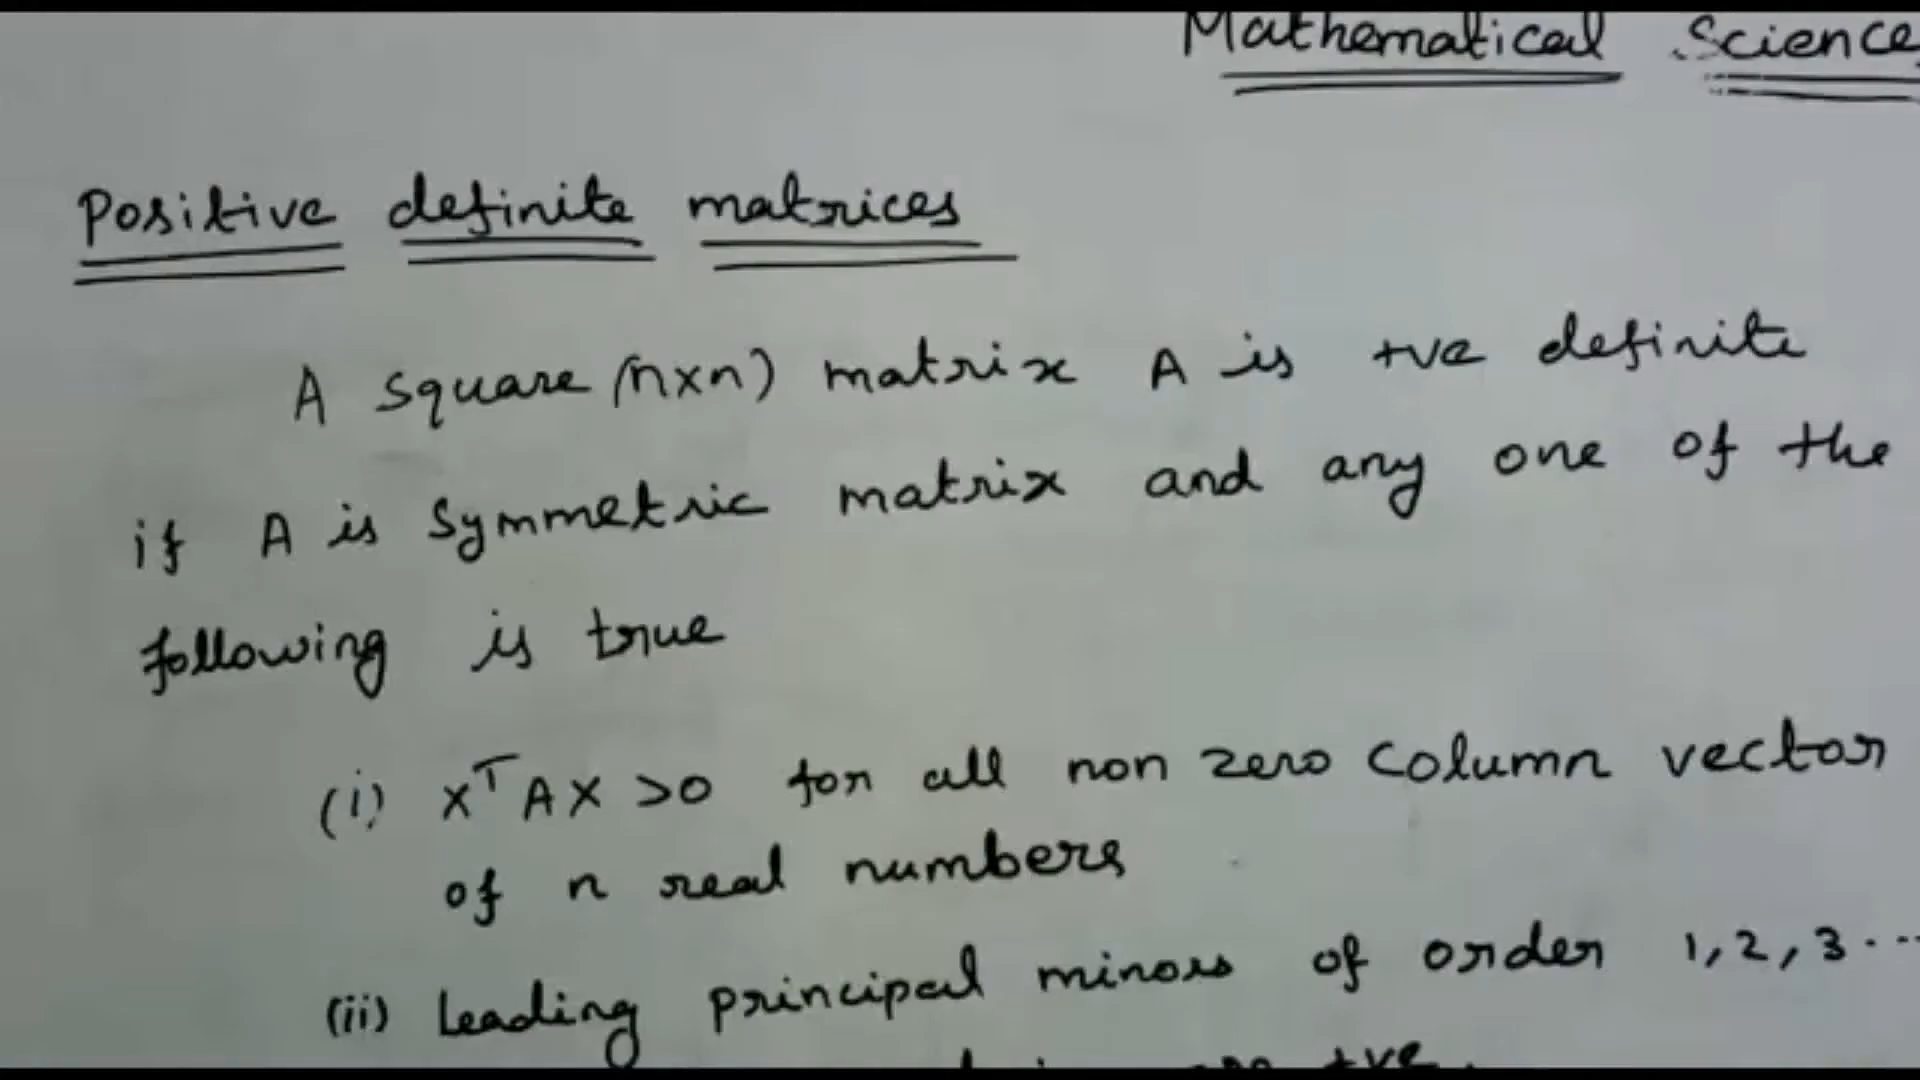 Mathematical Science
Positive definite matrices
A square (n×n) matrix A is +ve definite
if A is symmetric matrix and any one of the
following is true
(i) X^T A X >0 for all non zero column vector
of n real numbers
(ii) Leading principal minors of order 1, 2, 3 ...
are +ve.